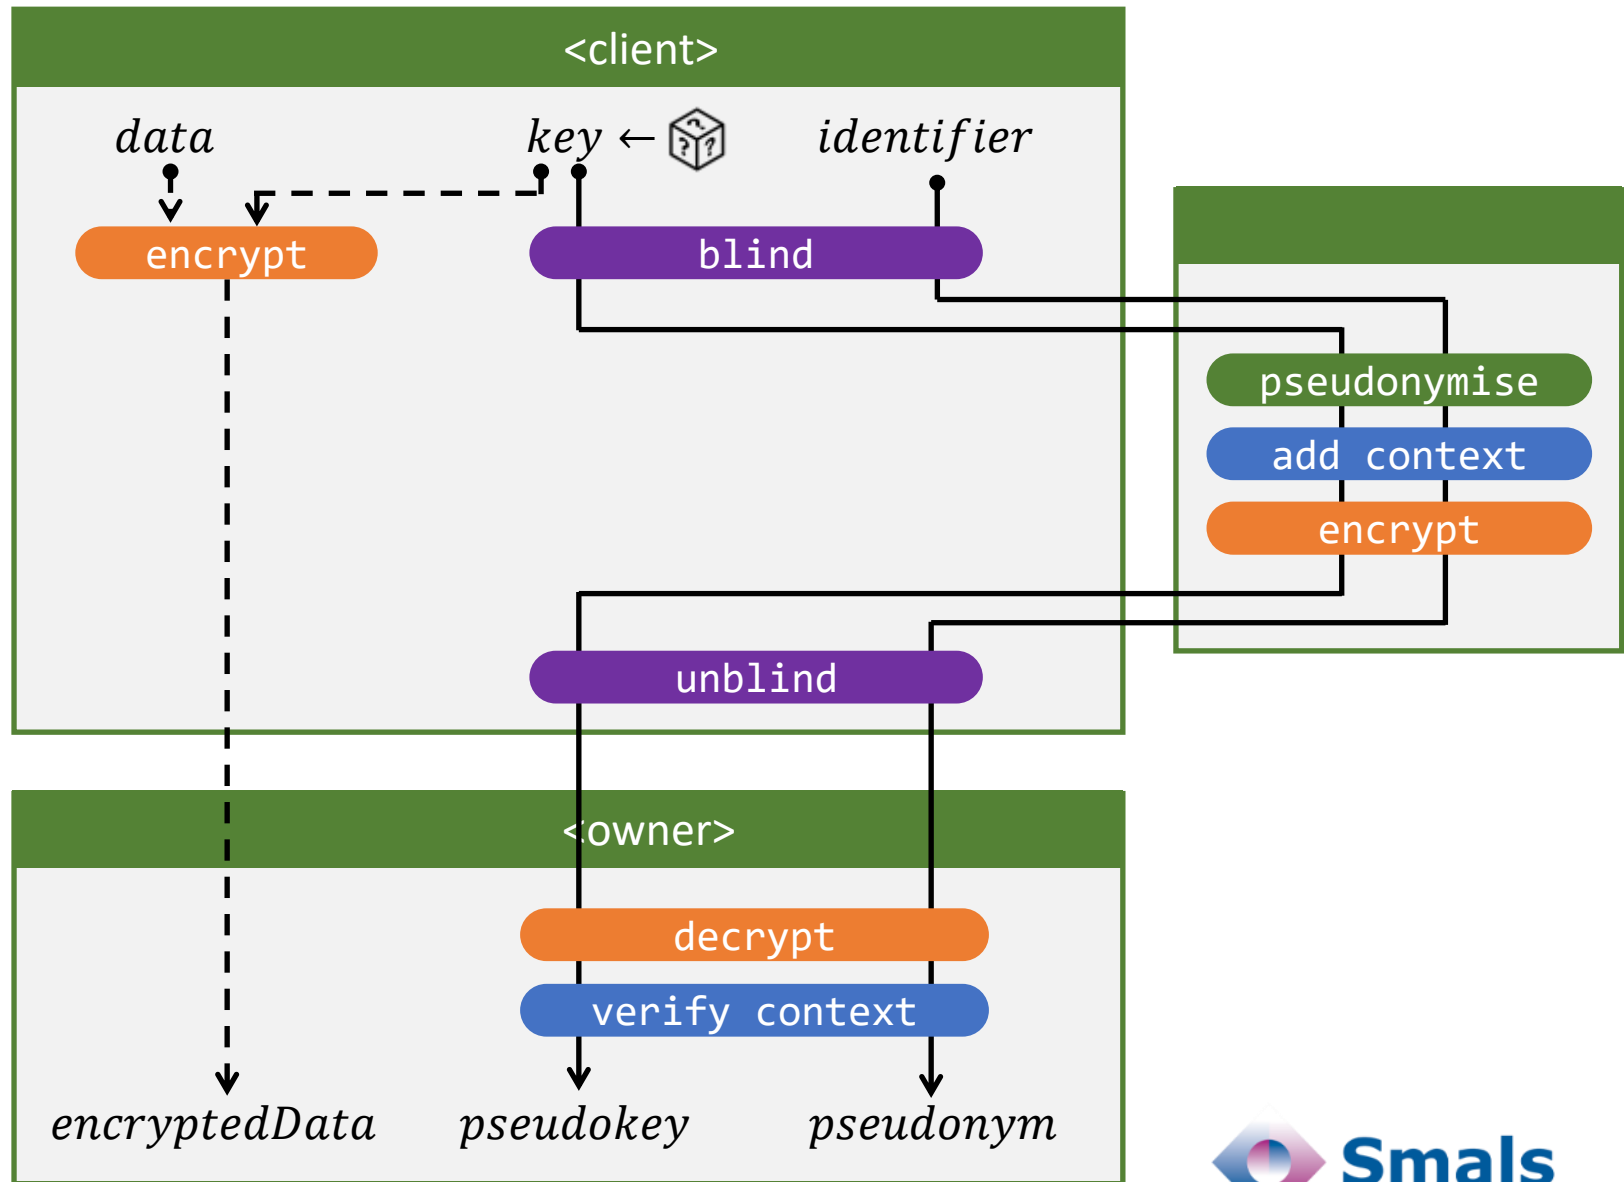 <client>
data
key ←
identifier
encrypt
blind
pseudonymise
add context
encrypt
unblind
<owner>
decrypt
verify context
encryptedData
pseudokey
pseudonym
Smals